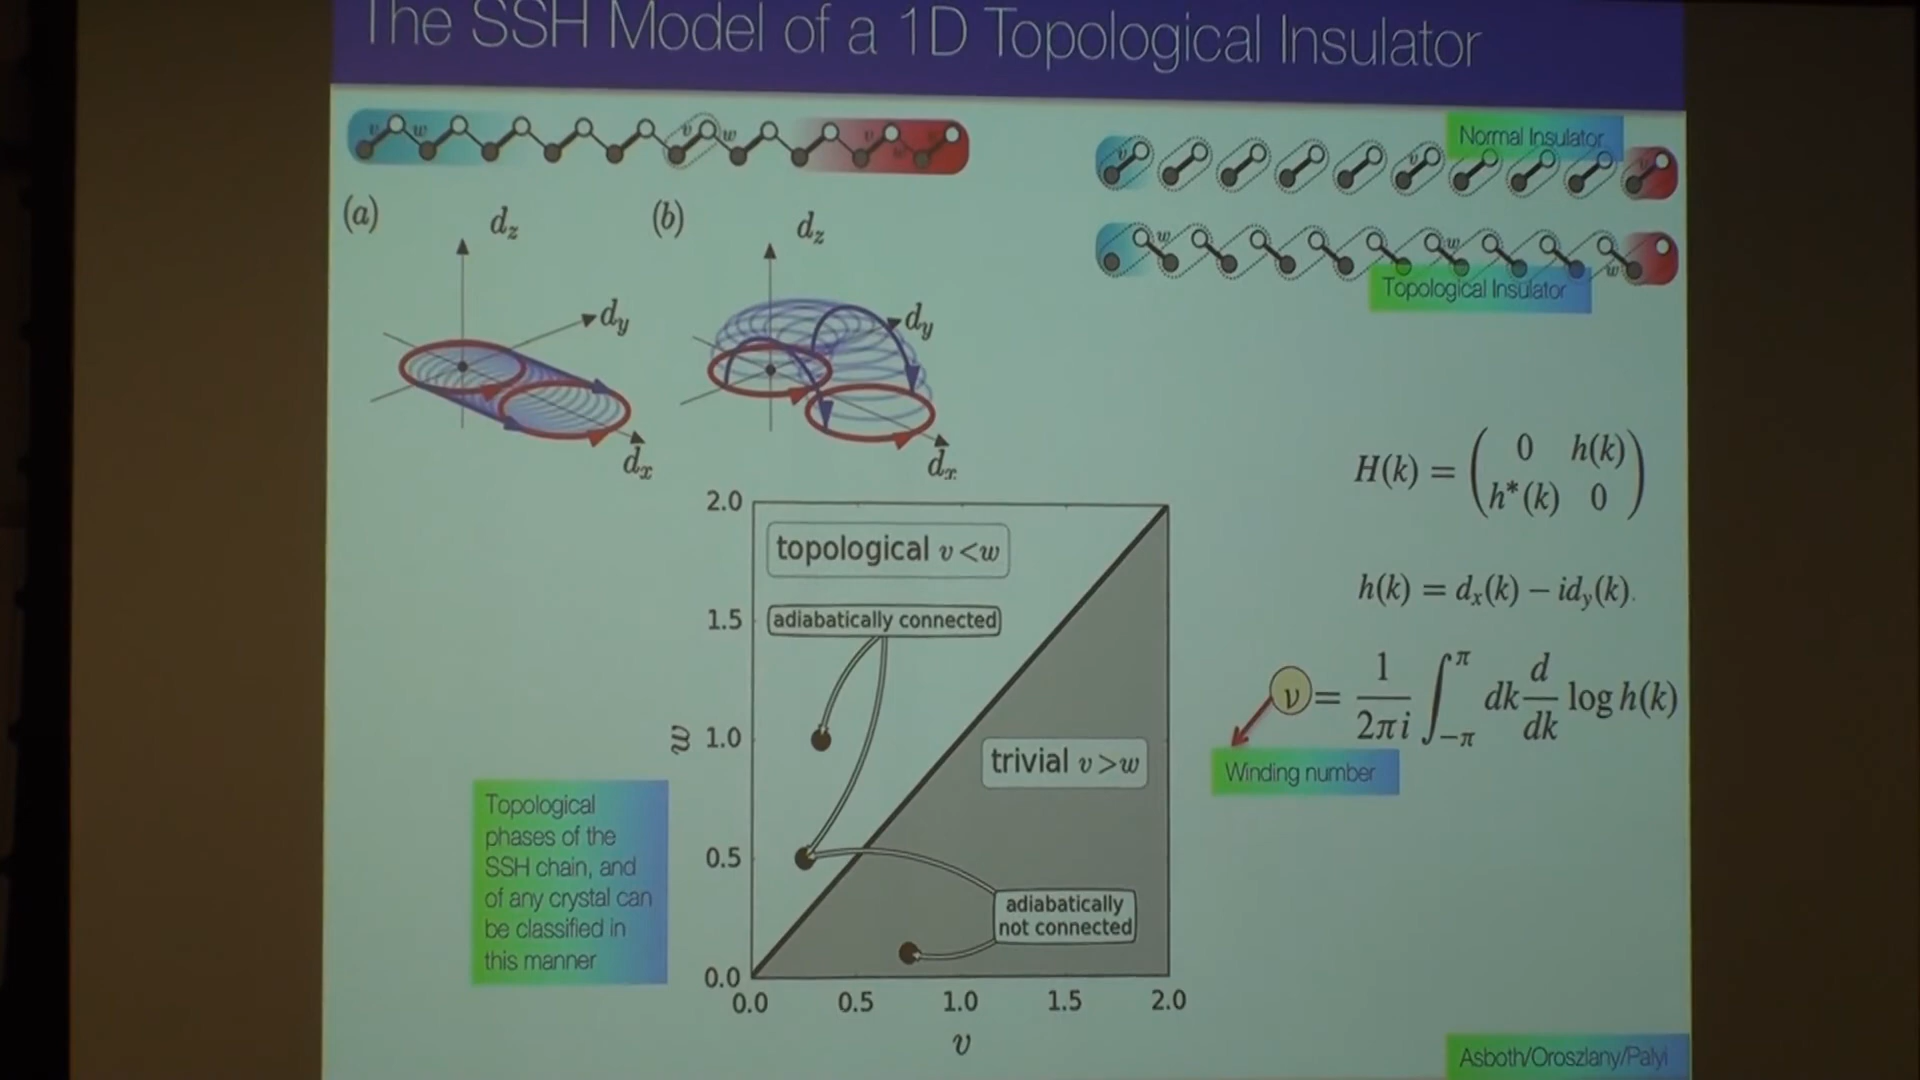 The SSH Model of a 1D Topological Insulator
v w v w v w v
Normal Insulator
v v v
w w w
Topological Insulator
(a) d_z d_y d_x
(b) d_z d_y d_x
H(k) = ( 0 h(k)
h*(k) 0 )
h(k) = d_x(k) − id_y(k).
ν = 1/2πi ∫_{−π}^{π} dk d/dk log h(k)
Winding number
topological v<w
adiabatically connected
trivial v>w
adiabatically
not connected
2.0
1.5
1.0
0.5
0.0
w
0.0 0.5 1.0 1.5 2.0
v
Topological
phases of the
SSH chain, and
of any crystal can
be classified in
this manner
Asboth/Oroszlany/Palyi